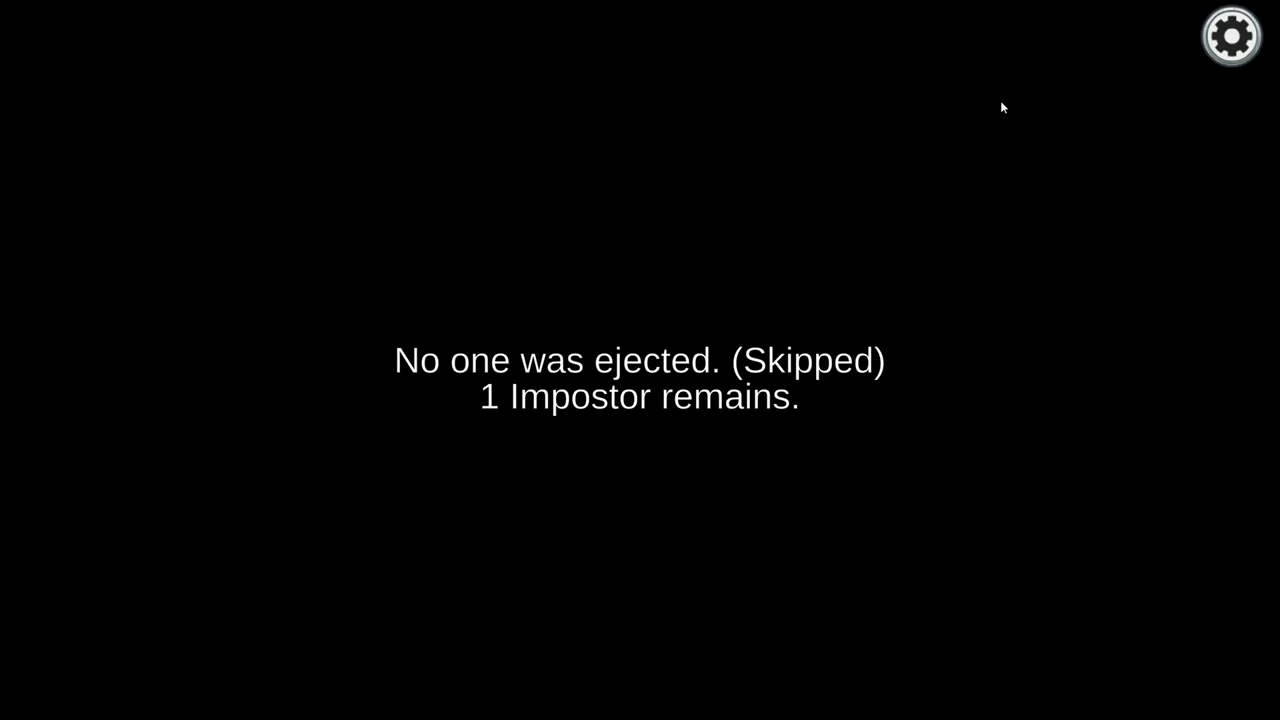 No one was ejected. (Skipped)
1 Impostor remains.